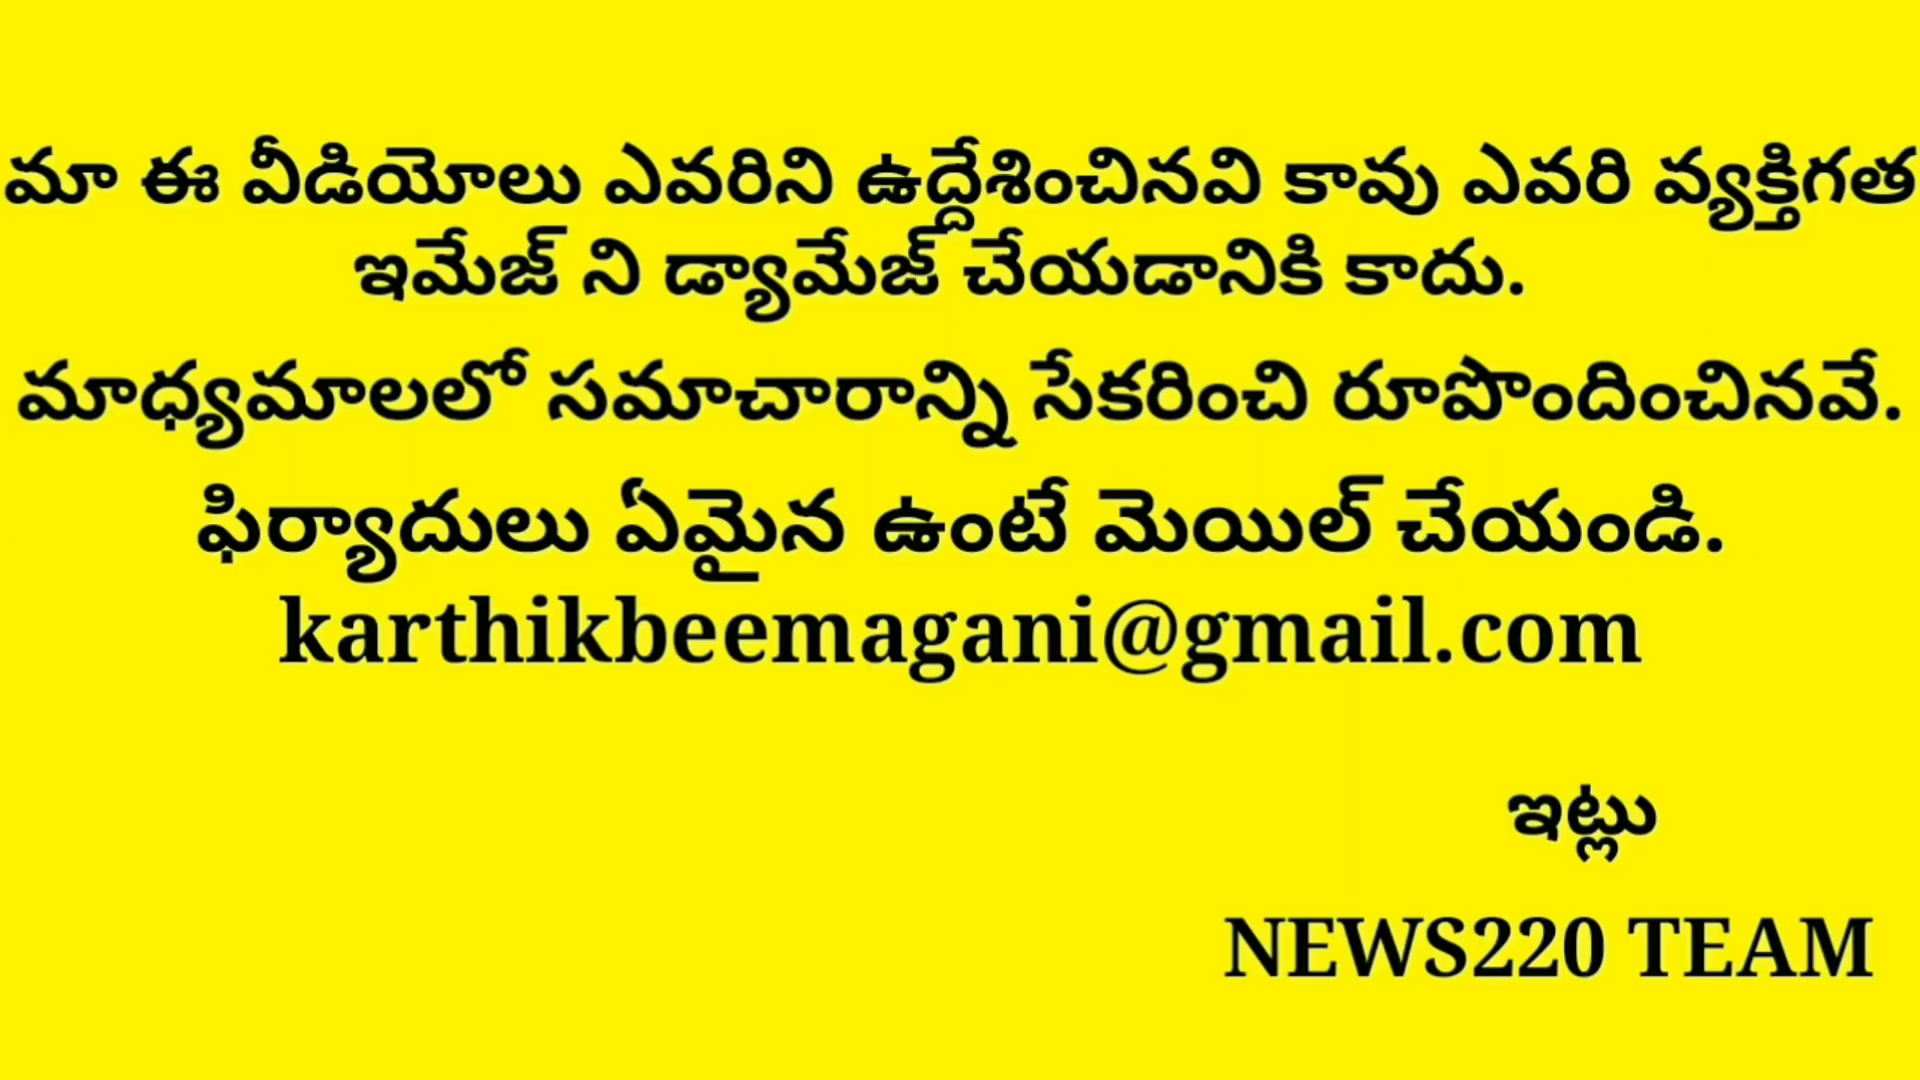 మా ఈ వీడియోలు ఎవరిని ఉద్దేశించినవి కావు ఎవరి వ్యక్తిగత
ఇమేజ్ ని డ్యామేజ్ చేయడానికి కాదు.
మాధ్యమాలలో సమాచారాన్ని సేకరించి రూపొందించినవే.
ఫిర్యాదులు ఏమైన ఉంటే మెయిల్ చేయండి.
karthikbeemagani@gmail.com
ఇట్లు
NEWS220 TEAM